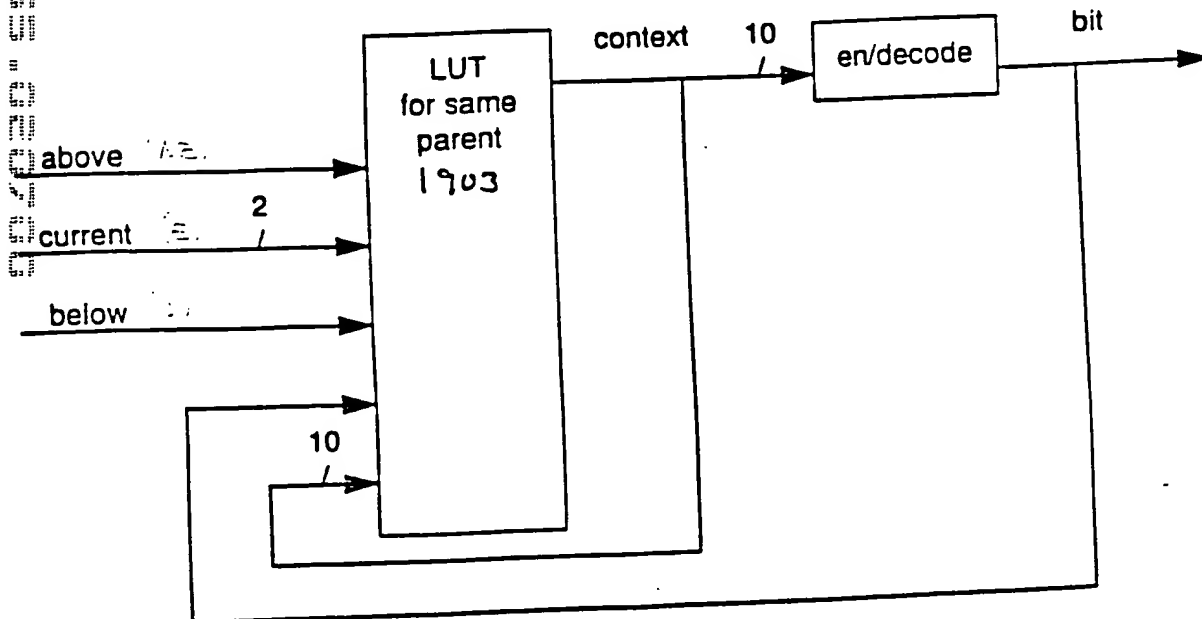 context
10
bit
LUT
for same
parent
1903
en/decode
above
2
current
below
10